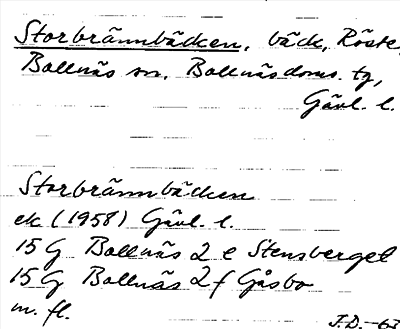 Storbrännbäcken, bäck, Röste,
Bollnäs sn, Bollnäs doms. tg,
Gävl. l.
Storbrännbäcken
ek (1958) Gävl. l.
15 G Bollnäs 2 e Stensberget
15 G Bollnäs 2 f Gåsbo
m. fl.
J.D.-63